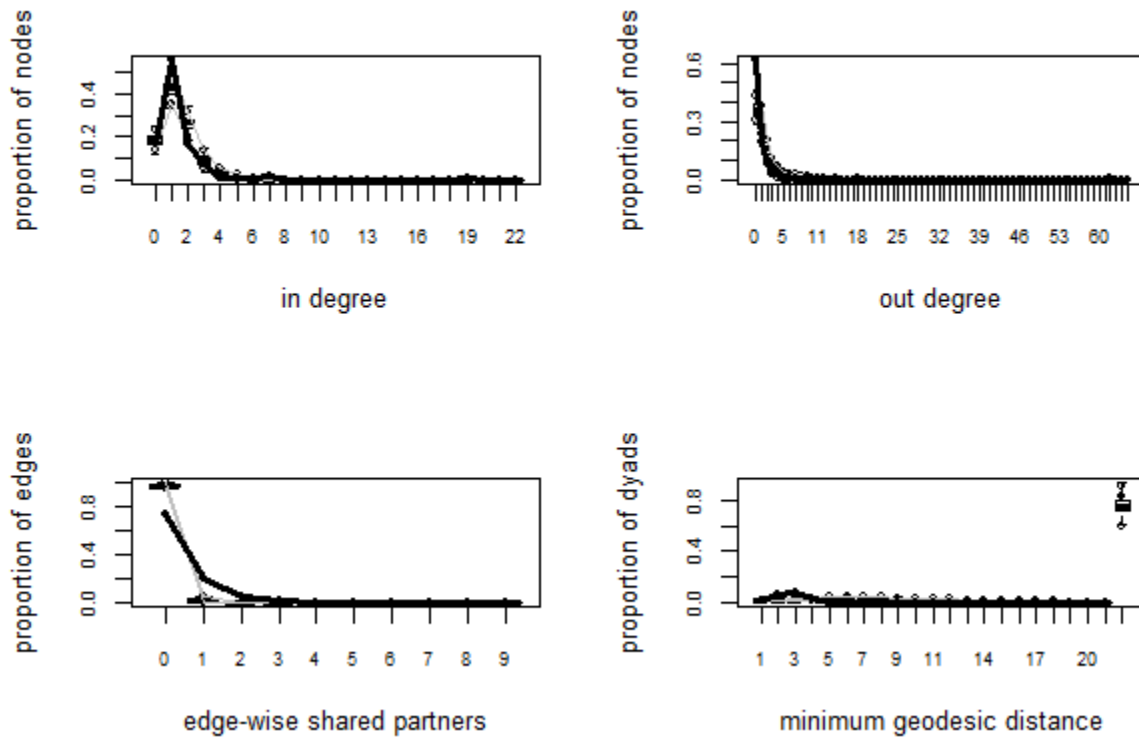 proportion of nodes
0.0 0.2 0.4
0 2 4 6 8 10 13 16 19 22
in degree
proportion of nodes
0.0 0.3 0.6
0 5 11 18 25 32 39 46 53 60
out degree
proportion of edges
0.0 0.4 0.8
0 1 2 3 4 5 6 7 8 9
edge-wise shared partners
proportion of dyads
0.0 0.4 0.8
1 3 5 7 9 11 14 17 20
minimum geodesic distance